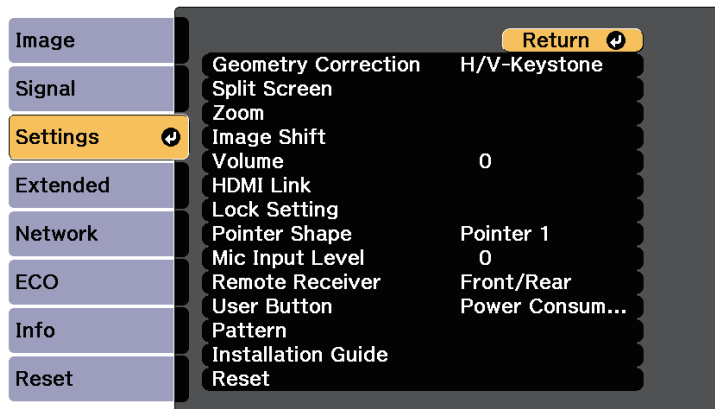 Image
Signal
Settings
Extended
Network
ECO
Info
Reset
Return
Geometry Correction H/V-Keystone
Split Screen
Zoom
Image Shift
Volume 0
HDMI Link
Lock Setting
Pointer Shape Pointer 1
Mic Input Level 0
Remote Receiver Front/Rear
User Button Power Consum...
Pattern
Installation Guide
Reset